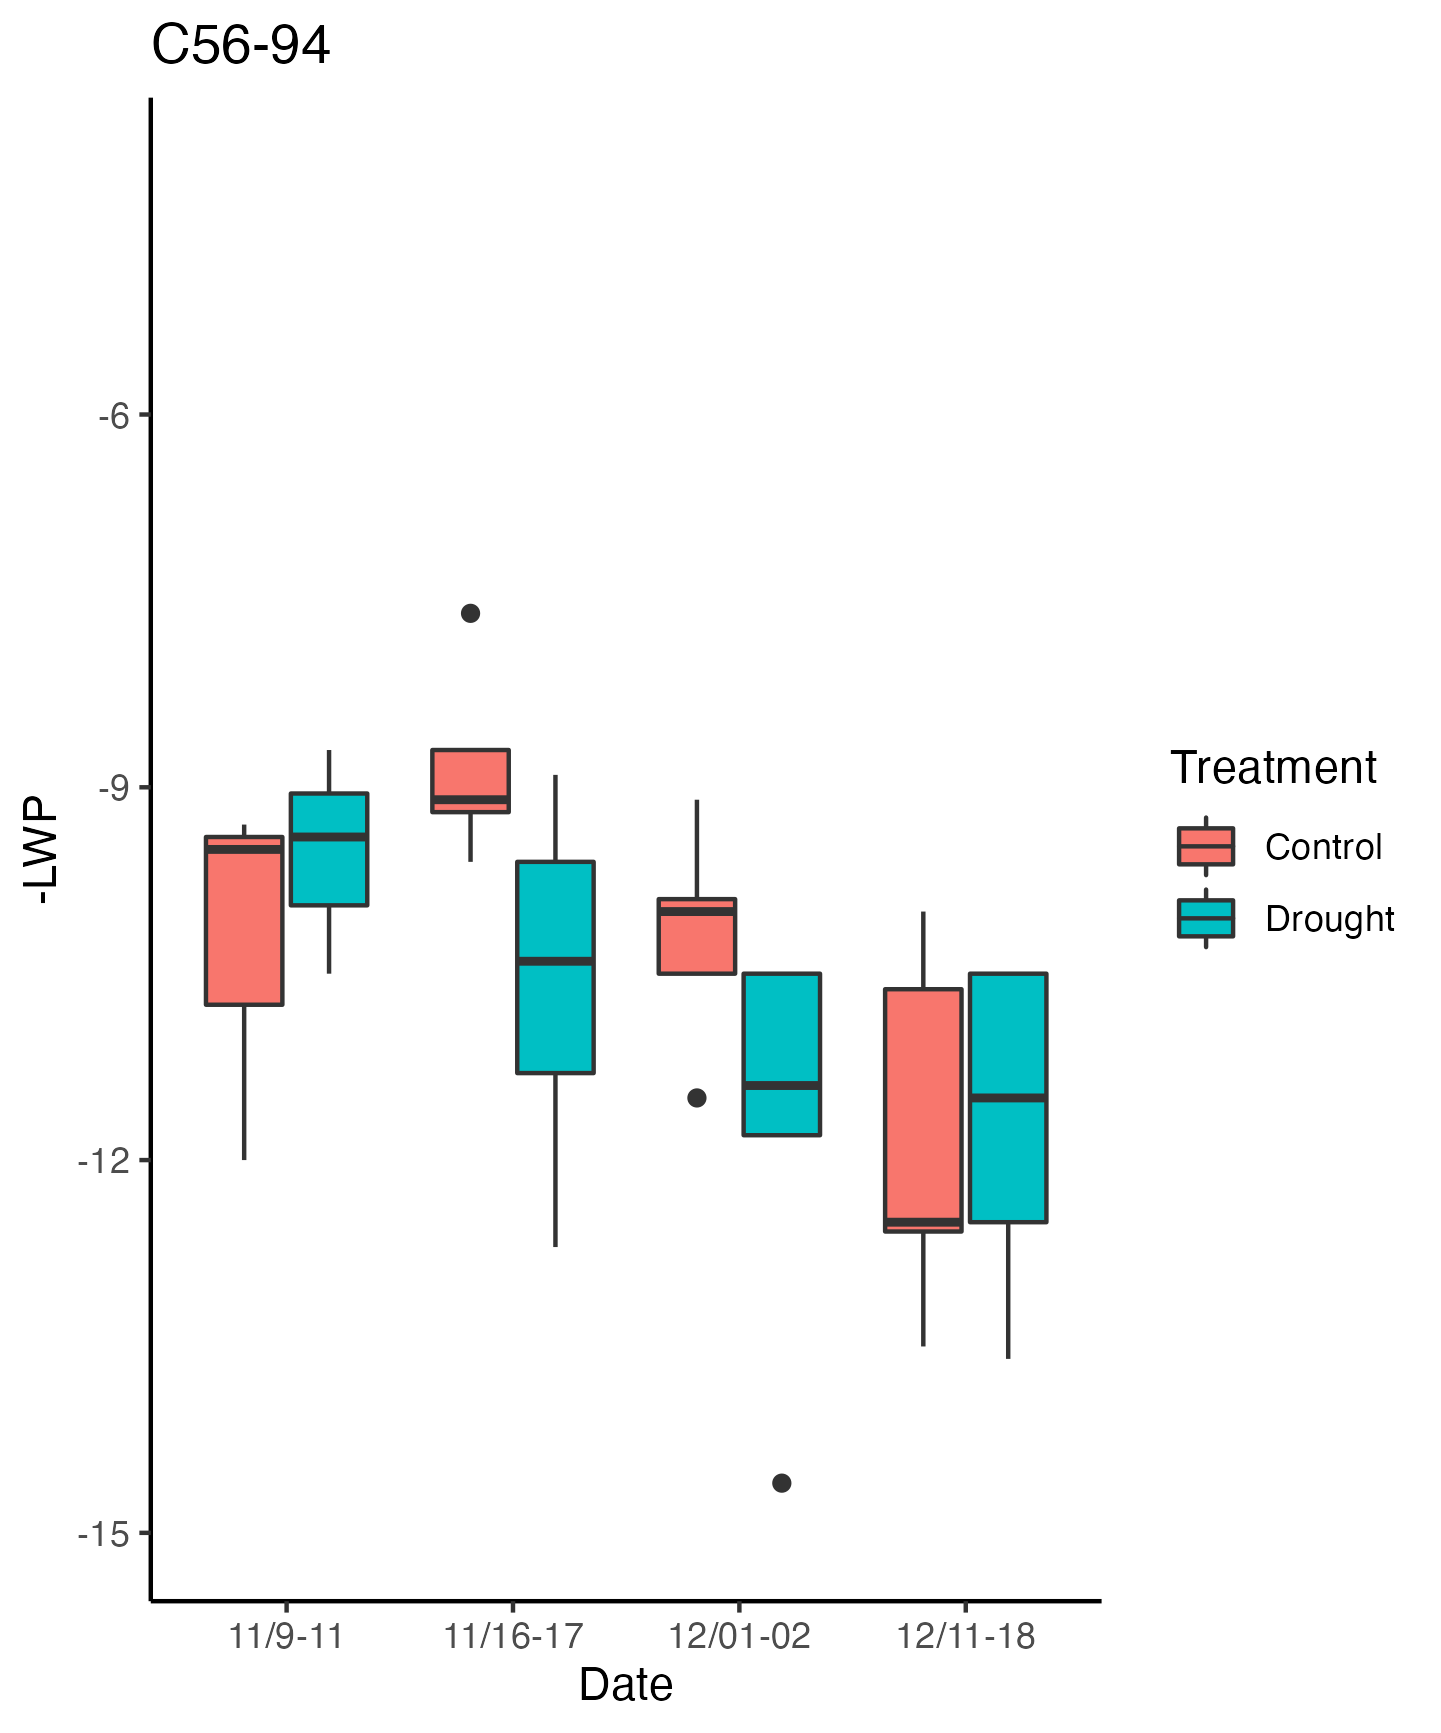 C56-94
-6
-9
-12
-15
-LWP
11/9-11
11/16-17
12/01-02
12/11-18
Date
Treatment
Control
Drought